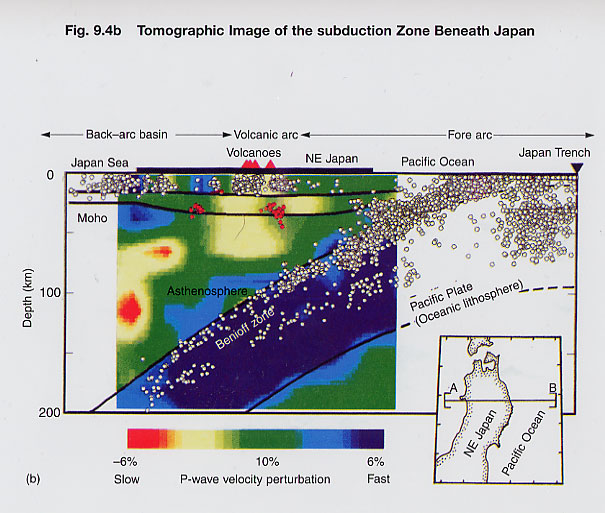 Fig. 9.4b Tomographic Image of the subduction Zone Beneath Japan
Back–arc basin Volcanic arc Fore arc
Japan Sea Volcanoes NE Japan Pacific Ocean Japan Trench
0
Moho
Asthenosphere
100
Depth (km)
Benioff zone
Pacific Plate
(Oceanic lithosphere)
200
A B
NE Japan
Pacific Ocean
–6% 10% 6%
(b) Slow P-wave velocity perturbation Fast